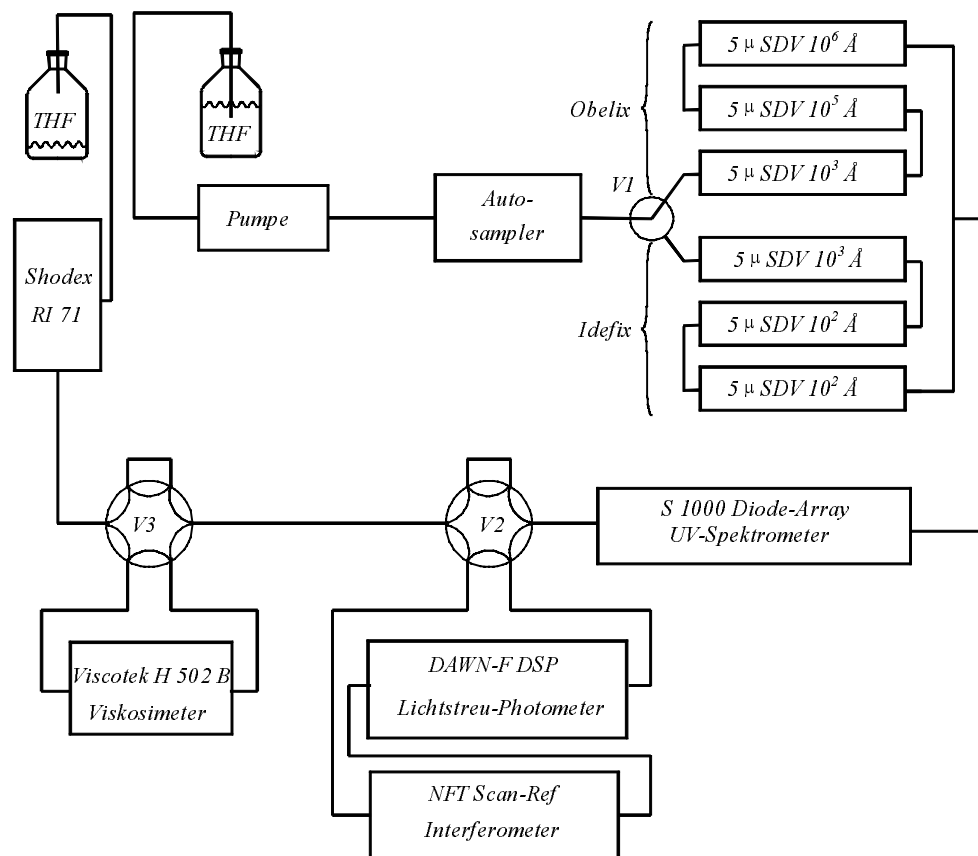 THF
THF
Pumpe
Auto-
sampler
V1
Obelix
Idefix
5 μ SDV 10⁶ Å
5 μ SDV 10⁵ Å
5 μ SDV 10³ Å
5 μ SDV 10³ Å
5 μ SDV 10² Å
5 μ SDV 10² Å
Shodex
RI 71
V3
V2
S 1000 Diode-Array
UV-Spektrometer
Viscotek H 502 B
Viskosimeter
DAWN-F DSP
Lichtstreu-Photometer
NFT Scan-Ref
Interferometer